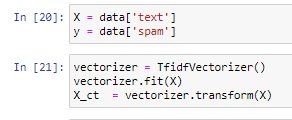 In [20]: X = data['text']
y = data['spam']
In [21]: vectorizer = TfidfVectorizer()
vectorizer.fit(X)
X_ct  = vectorizer.transform(X)